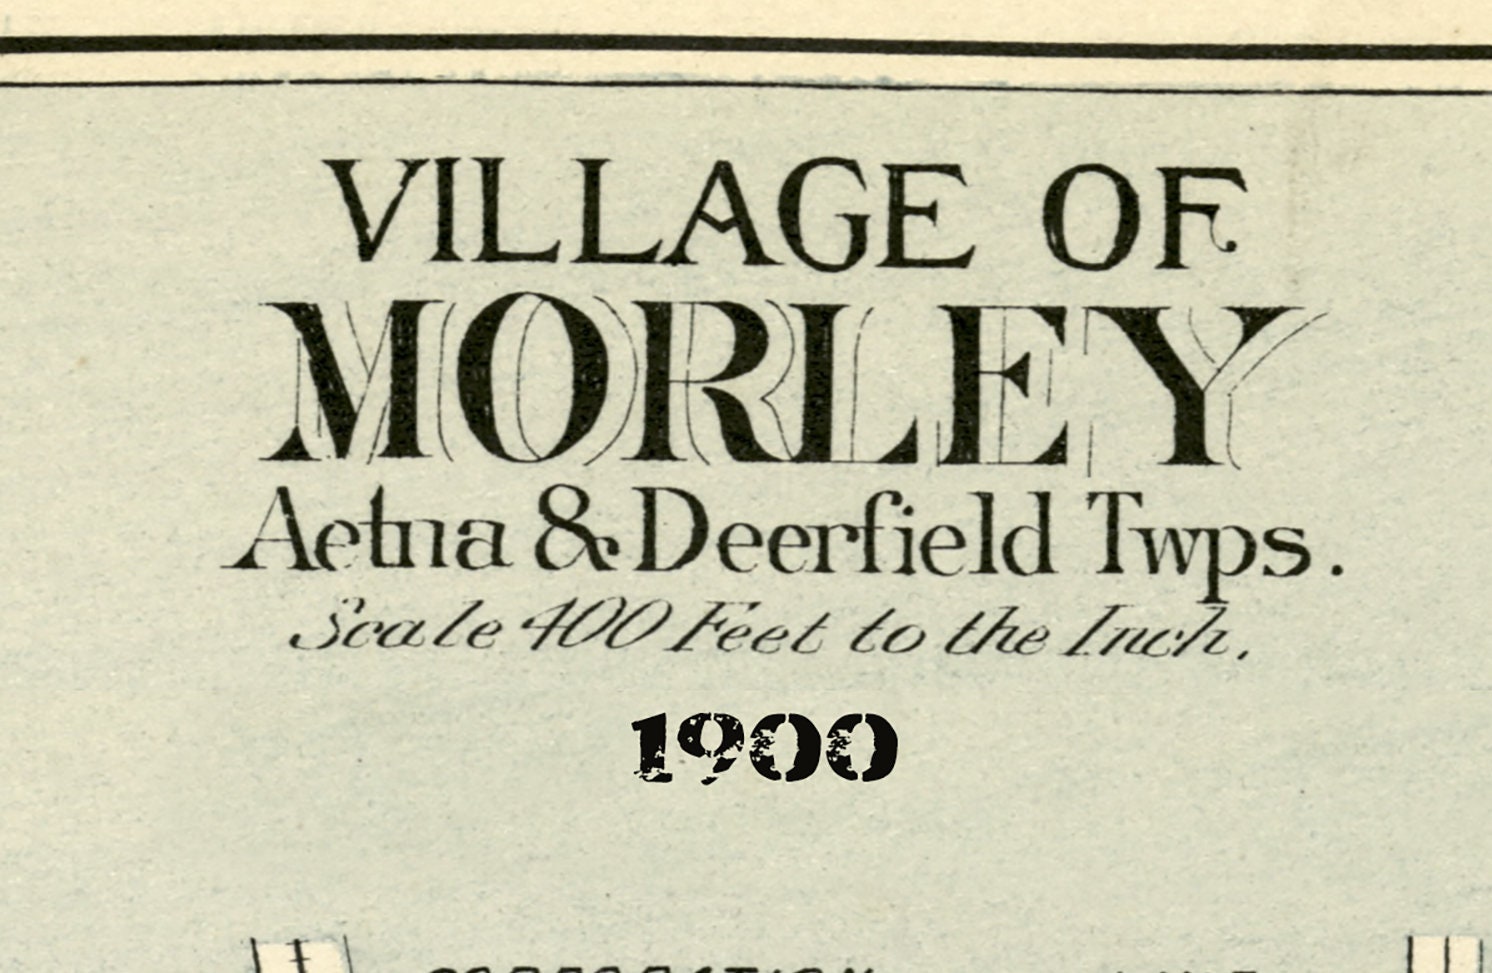 VILLAGE OF
MORLEY
Aetna & Deerfield Twps.
Scale 400 Feet to the Inch.
1900